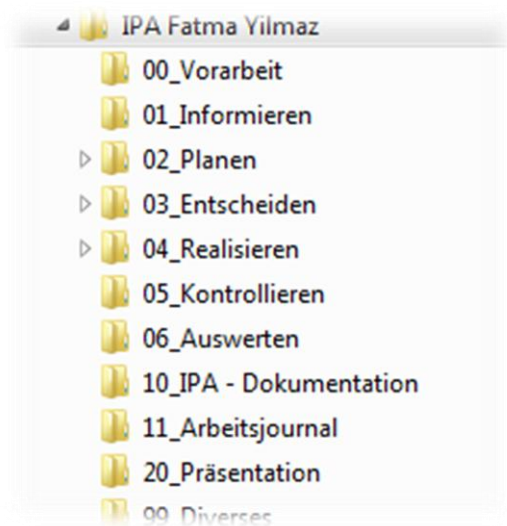 IPA Fatma Yilmaz
00_Vorarbeit
01_Informieren
02_Planen
03_Entscheiden
04_Realisieren
05_Kontrollieren
06_Auswerten
10_IPA - Dokumentation
11_Arbeitsjournal
20_Präsentation
99_Diverses